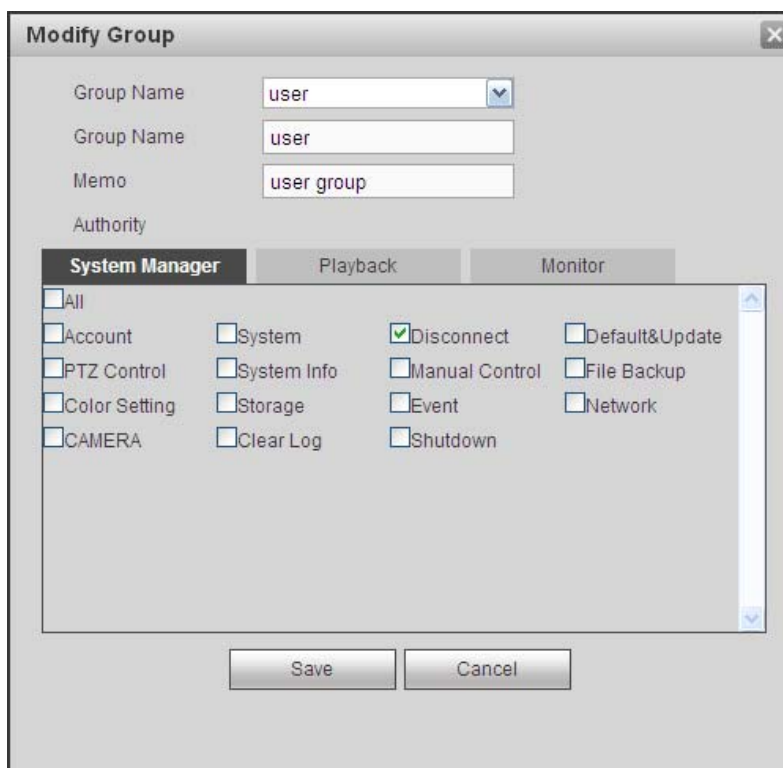 Modify Group
Group Name user
Group Name user
Memo user group
Authority
System Manager Playback Monitor
All
Account System Disconnect Default&Update
PTZ Control System Info Manual Control File Backup
Color Setting Storage Event Network
CAMERA Clear Log Shutdown
Save Cancel